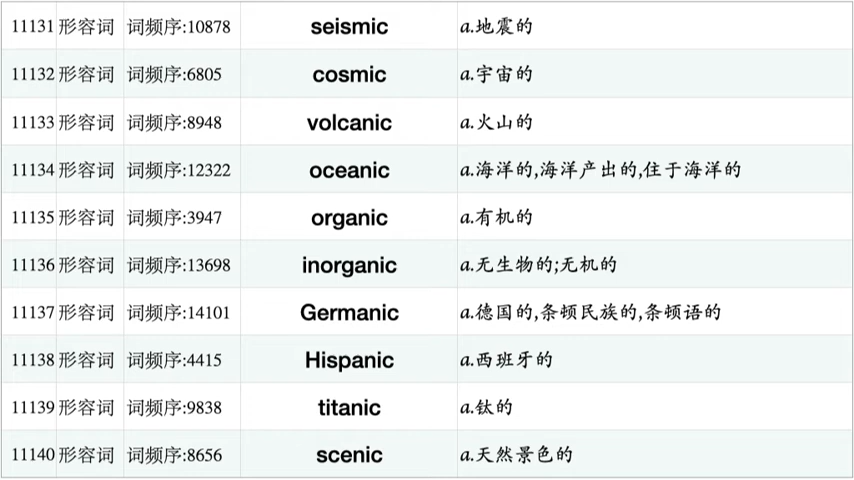 11131 形容词 词频序:10878 seismic a.地震的
11132 形容词 词频序:6805 cosmic a.宇宙的
11133 形容词 词频序:8948 volcanic a.火山的
11134 形容词 词频序:12322 oceanic a.海洋的,海洋产出的,住于海洋的
11135 形容词 词频序:3947 organic a.有机的
11136 形容词 词频序:13698 inorganic a.无生物的;无机的
11137 形容词 词频序:14101 Germanic a.德国的,条顿民族的,条顿语的
11138 形容词 词频序:4415 Hispanic a.西班牙的
11139 形容词 词频序:9838 titanic a.钛的
11140 形容词 词频序:8656 scenic a.天然景色的